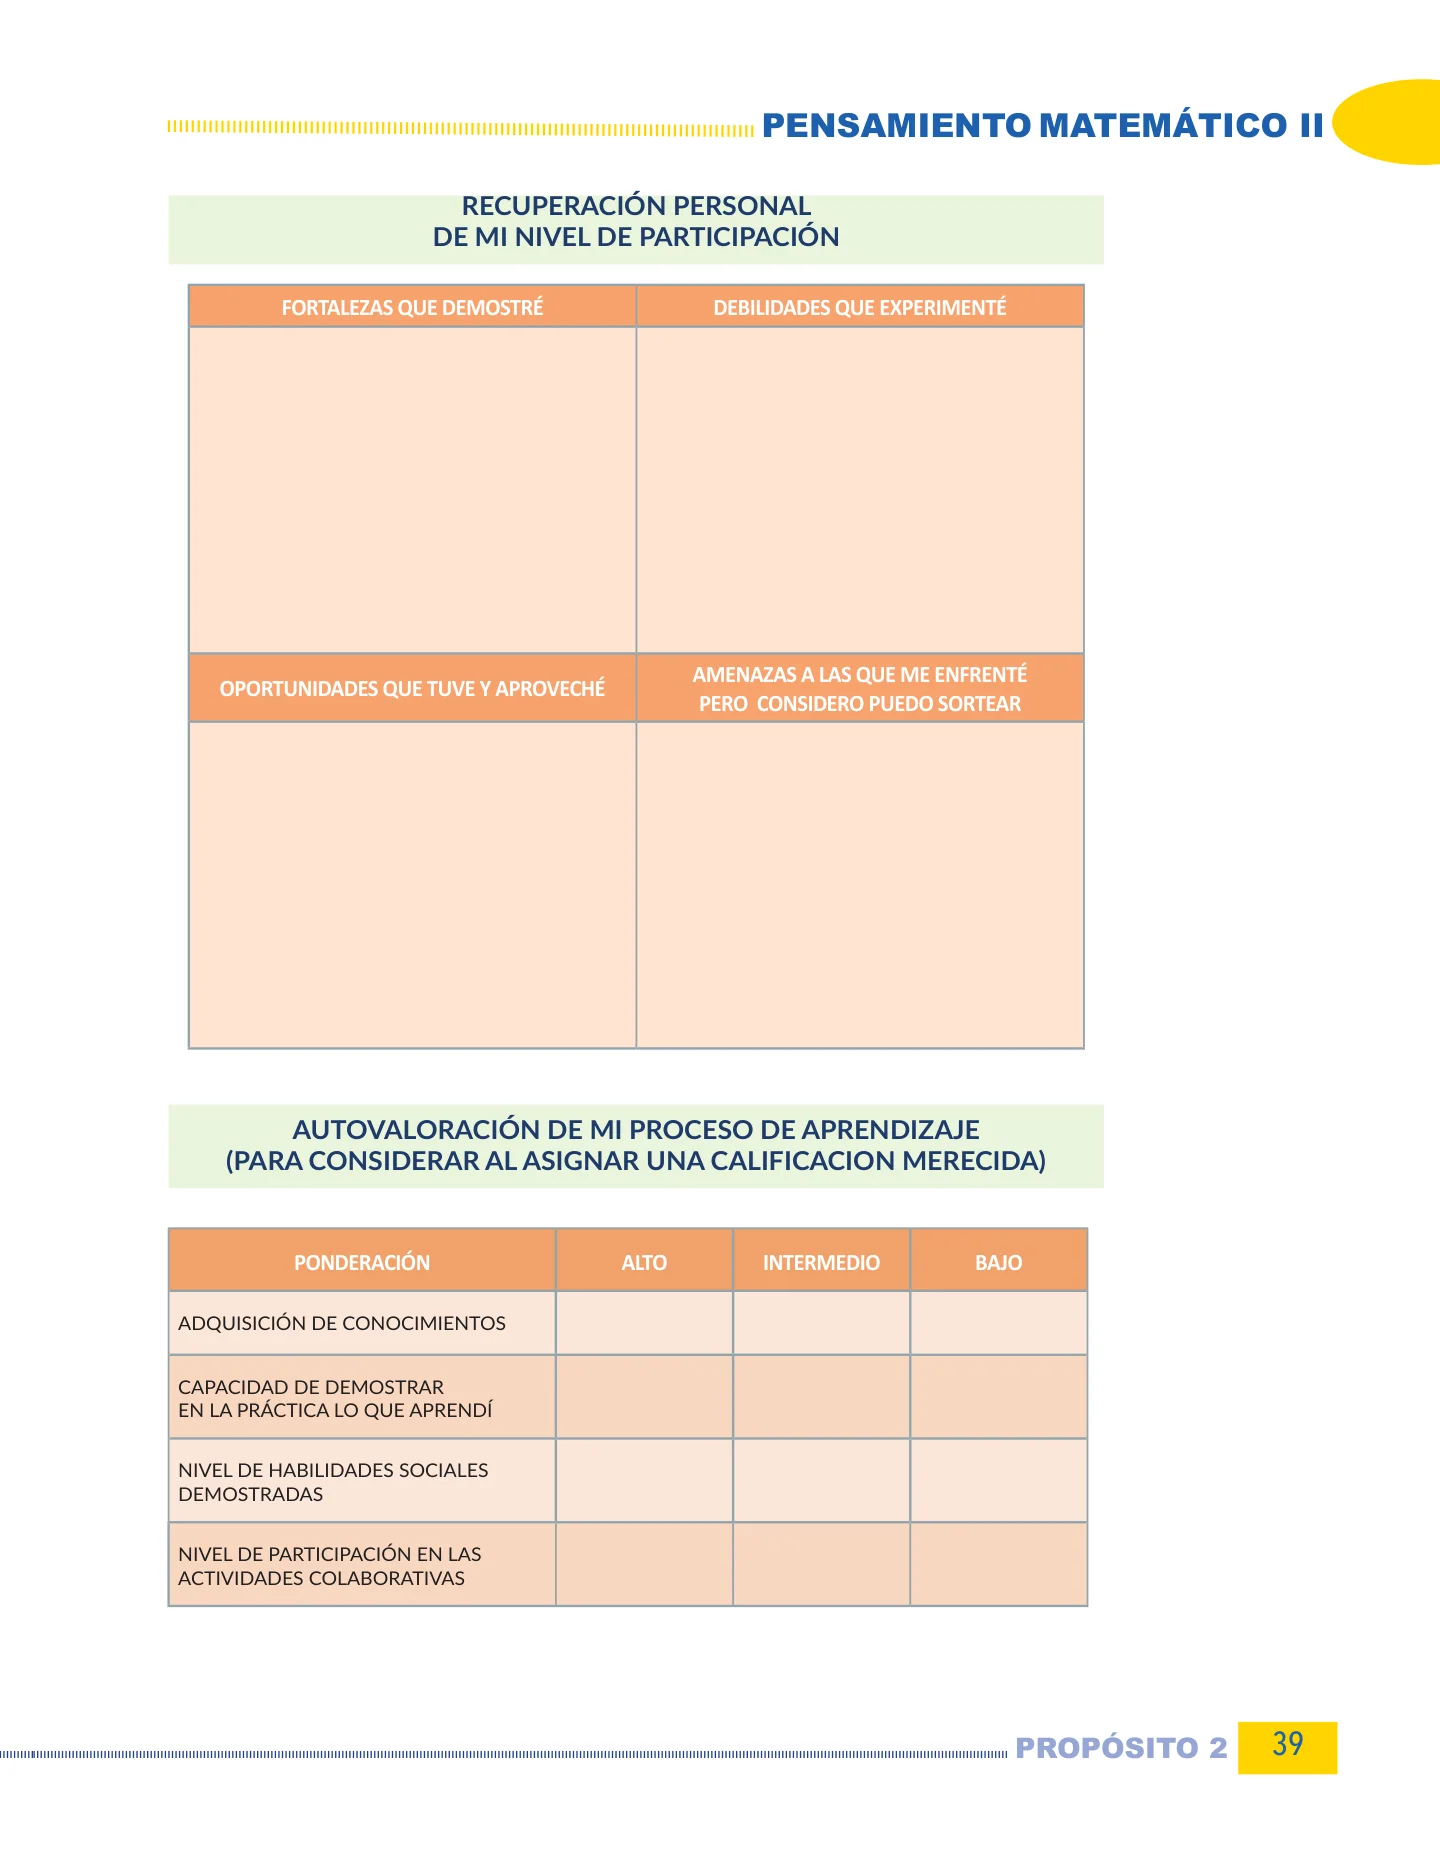 PENSAMIENTO MATEMÁTICO II
RECUPERACIÓN PERSONAL
DE MI NIVEL DE PARTICIPACIÓN
FORTALEZAS QUE DEMOSTRÉ
DEBILIDADES QUE EXPERIMENTÉ
OPORTUNIDADES QUE TUVE Y APROVECHÉ
AMENAZAS A LAS QUE ME ENFRENTÉ
PERO CONSIDERO PUEDO SORTEAR
AUTOVALORACIÓN DE MI PROCESO DE APRENDIZAJE
(PARA CONSIDERAR AL ASIGNAR UNA CALIFICACION MERECIDA)
PONDERACIÓN
ALTO
INTERMEDIO
BAJO
ADQUISICIÓN DE CONOCIMIENTOS
CAPACIDAD DE DEMOSTRAR
EN LA PRÁCTICA LO QUE APRENDÍ
NIVEL DE HABILIDADES SOCIALES
DEMOSTRADAS
NIVEL DE PARTICIPACIÓN EN LAS
ACTIVIDADES COLABORATIVAS
PROPÓSITO 2
39